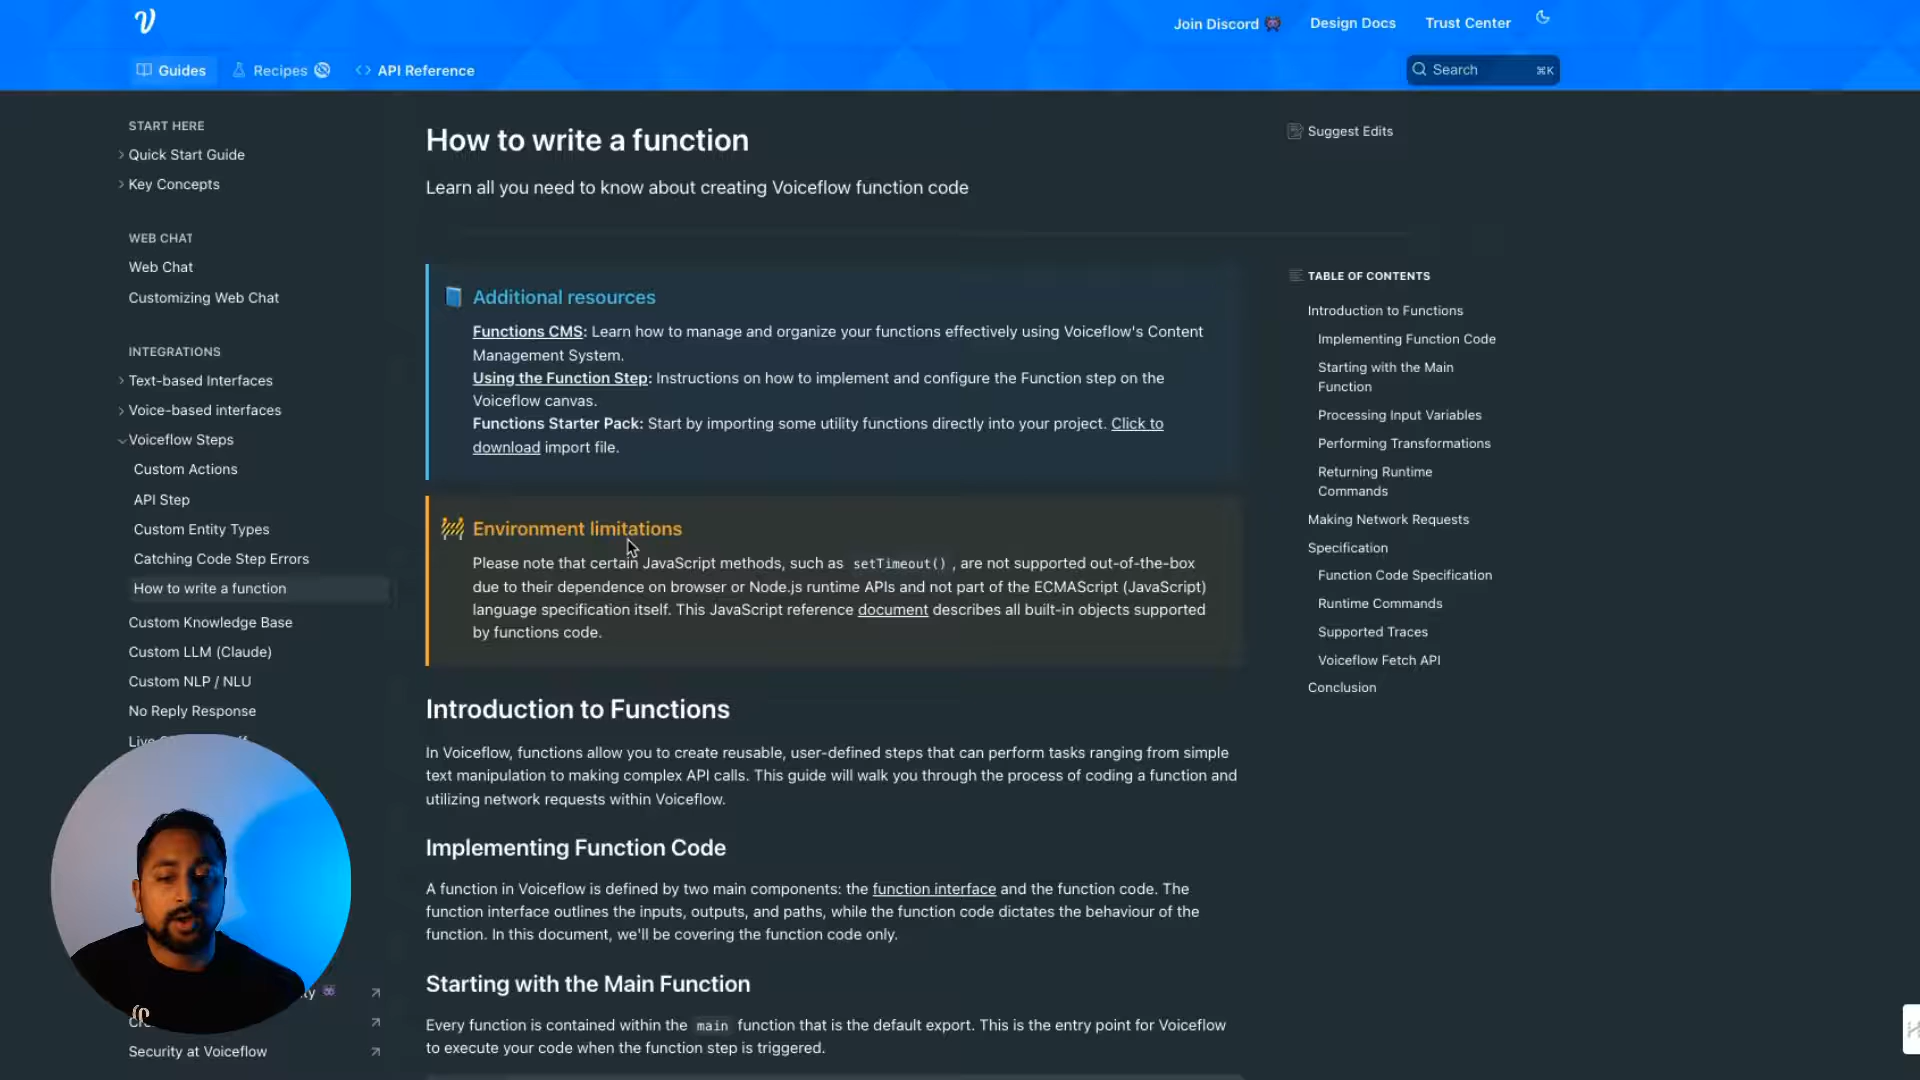 Join Discord
Design Docs
Trust Center
Guides
Recipes
API Reference
Search
⌘K
START HERE
Quick Start Guide
Key Concepts
WEB CHAT
Web Chat
Customizing Web Chat
INTEGRATIONS
Text-based Interfaces
Voice-based interfaces
Voiceflow Steps
Custom Actions
API Step
Custom Entity Types
Catching Code Step Errors
How to write a function
Custom Knowledge Base
Custom LLM (Claude)
Custom NLP / NLU
No Reply Response
Security at Voiceflow
How to write a function
Learn all you need to know about creating Voiceflow function code
Additional resources
Functions CMS: Learn how to manage and organize your functions effectively using Voiceflow's Content
Management System.
Using the Function Step: Instructions on how to implement and configure the Function step on the
Voiceflow canvas.
Functions Starter Pack: Start by importing some utility functions directly into your project. Click to
download import file.
Environment limitations
Please note that certain JavaScript methods, such as setTimeout() , are not supported out-of-the-box
due to their dependence on browser or Node.js runtime APIs and not part of the ECMAScript (JavaScript)
language specification itself. This JavaScript reference document describes all built-in objects supported
by functions code.
Introduction to Functions
In Voiceflow, functions allow you to create reusable, user-defined steps that can perform tasks ranging from simple
text manipulation to making complex API calls. This guide will walk you through the process of coding a function and
utilizing network requests within Voiceflow.
Implementing Function Code
A function in Voiceflow is defined by two main components: the function interface and the function code. The
function interface outlines the inputs, outputs, and paths, while the function code dictates the behaviour of the
function. In this document, we'll be covering the function code only.
Starting with the Main Function
Every function is contained within the main function that is the default export. This is the entry point for Voiceflow
to execute your code when the function step is triggered.
Suggest Edits
TABLE OF CONTENTS
Introduction to Functions
Implementing Function Code
Starting with the Main
Function
Processing Input Variables
Performing Transformations
Returning Runtime
Commands
Making Network Requests
Specification
Function Code Specification
Runtime Commands
Supported Traces
Voiceflow Fetch API
Conclusion